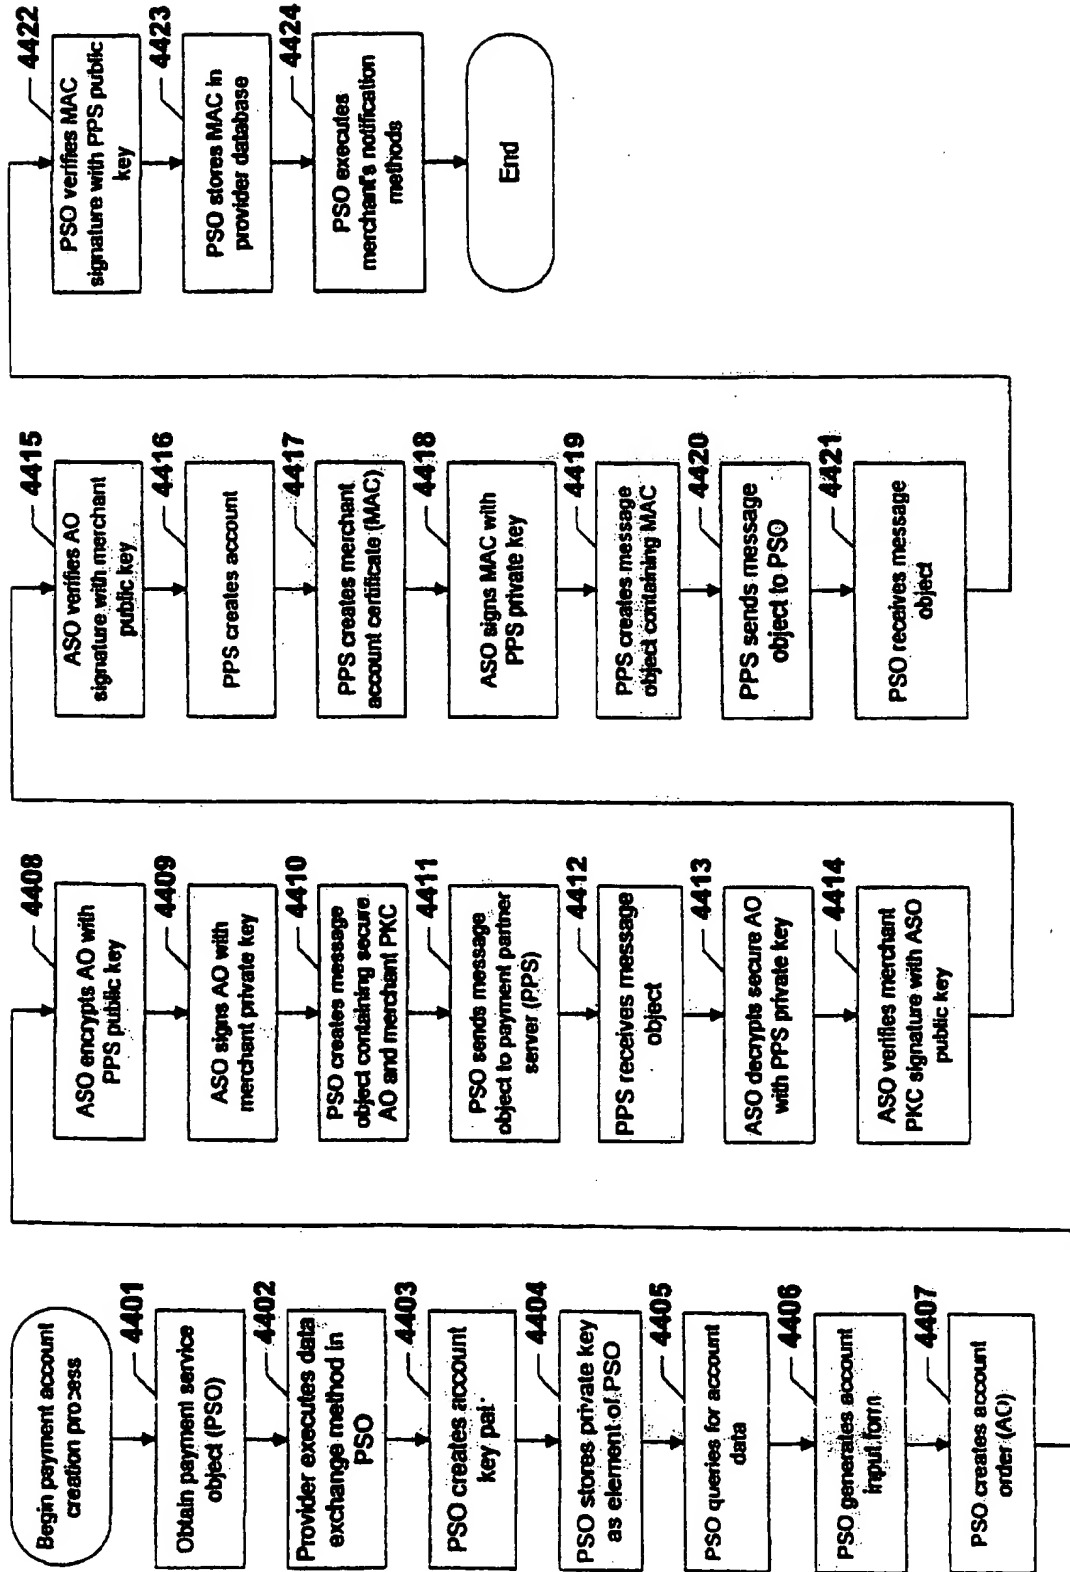 Begin payment account
creation process
4401
Obtain payment service
object (PSO)
4402
Provider executes data
exchange method in
PSO
4403
PSO creates account
key pai
4404
PSO stores private key
as element of PSO
4405
PSO queries for account
data
4406
PSO generates account
input form
4407
PSO creates account
order (AO)
4408
ASO encrypts AO with
PPS public key
4409
ASO signs AO with
merchant private key
4410
PSO creates message
object containing secure
AO and merchant PKC
4411
PSO sends message
object to payment partner
server (PPS)
4412
PPS receives message
object
4413
ASO decrypts secure AO
with PPS private key
4414
ASO verifies merchant
PKC signature with ASO
public key
4415
ASO verifies AO
signature with merchant
public key
4416
PPS creates account
4417
PPS creates merchant
account certificate (MAC)
4418
ASO signs MAC with
PPS private key
4419
PPS creates message
object containing MAC
4420
PPS sends message
object to PSO
4421
PSO receives message
object
4422
PSO verifies MAC
signature with PPS public
key
4423
PSO stores MAC in
provider database
4424
PSO executes
merchant's notification
methods
End